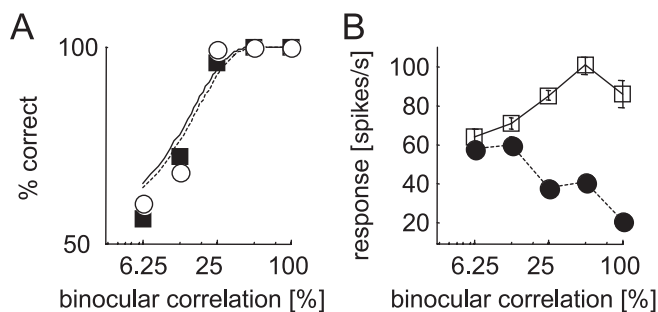 A
100
% correct
50
6.25
25
100
binocular correlation [%]
B
100
80
60
40
20
response [spikes/s]
6.25
25
100
binocular correlation [%]